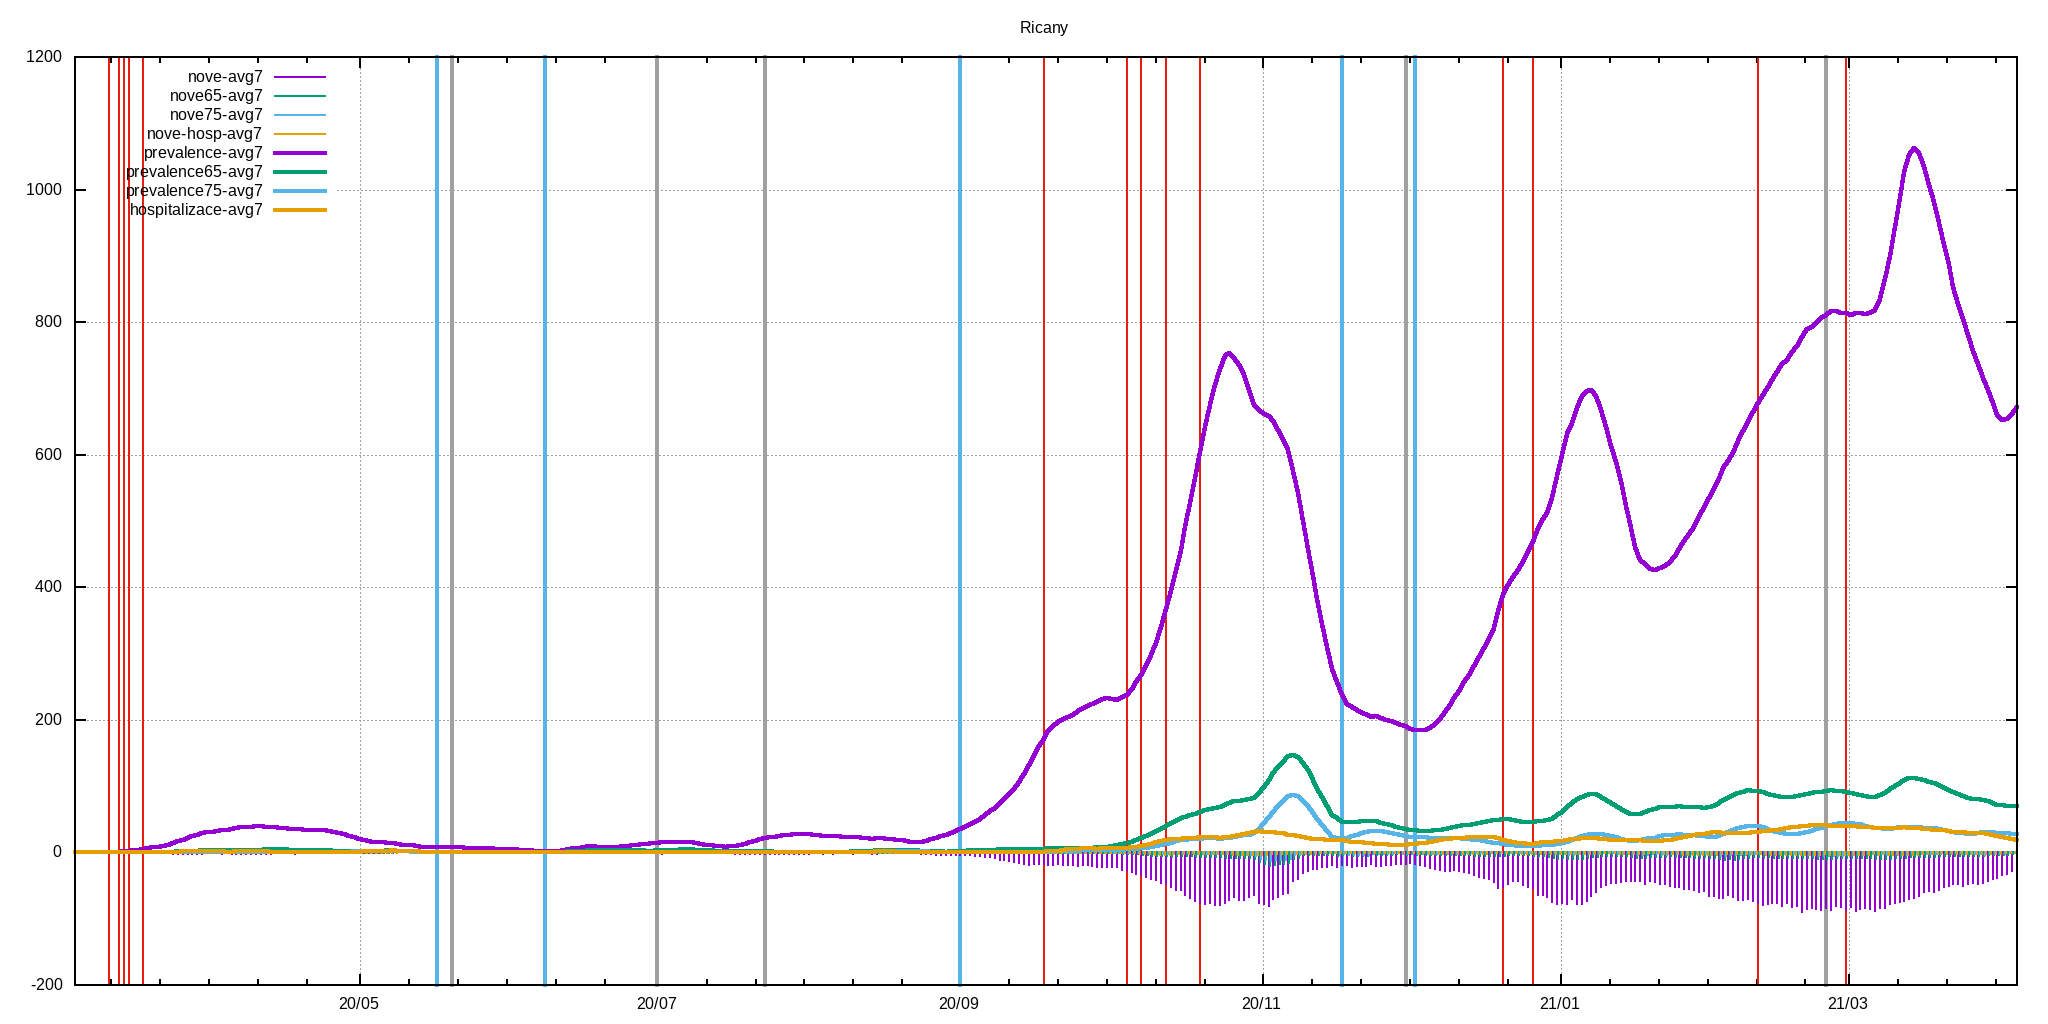 Ricany
1200
nove-avg7
nove65-avg7
nove75-avg7
nove-hosp-avg7
prevalence-avg7
prevalence65-avg7
prevalence75-avg7
hospitalizace-avg7
1000
800
600
400
200
0
-200
20/05 20/07 20/09 20/11 21/01 21/03